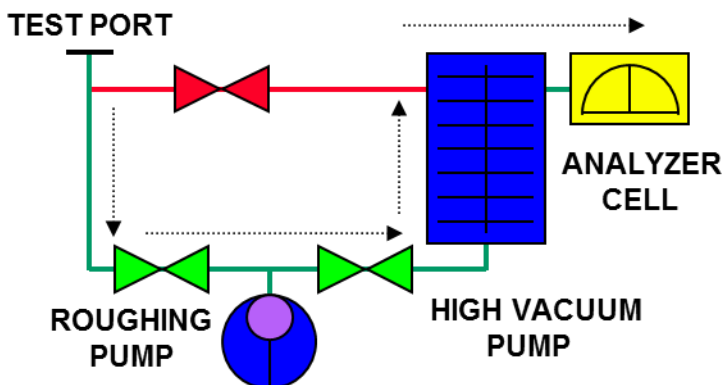 TEST PORT
ANALYZER
CELL
ROUGHING
PUMP
HIGH VACUUM
PUMP